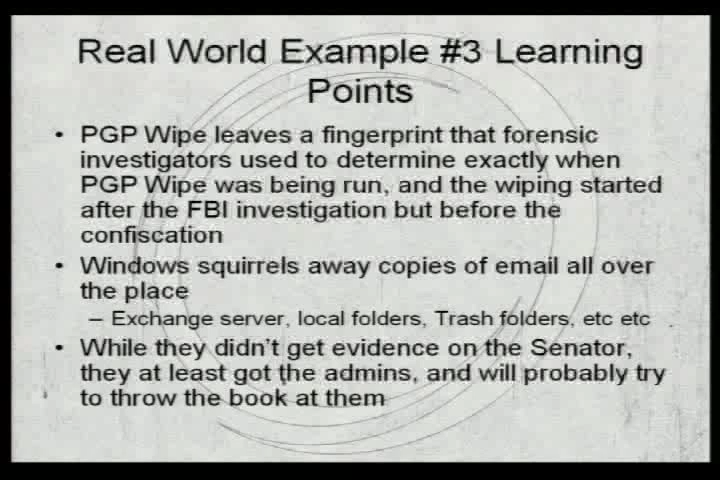 Real World Example #3 Learning
Points
• PGP Wipe leaves a fingerprint that forensic
investigators used to determine exactly when
PGP Wipe was being run, and the wiping started
after the FBI investigation but before the
confiscation
• Windows squirrels away copies of email all over
the place
– Exchange server, local folders, Trash folders, etc etc
• While they didn't get evidence on the Senator,
they at least got the admins, and will probably try
to throw the book at them